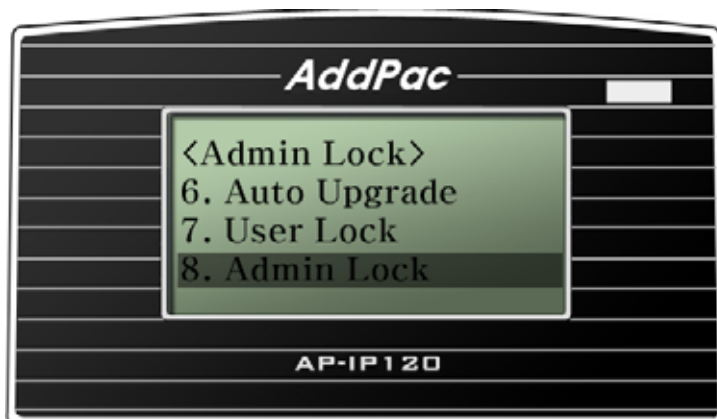 AddPac
<Admin Lock>
6. Auto Upgrade
7. User Lock
8. Admin Lock
AP-IP120